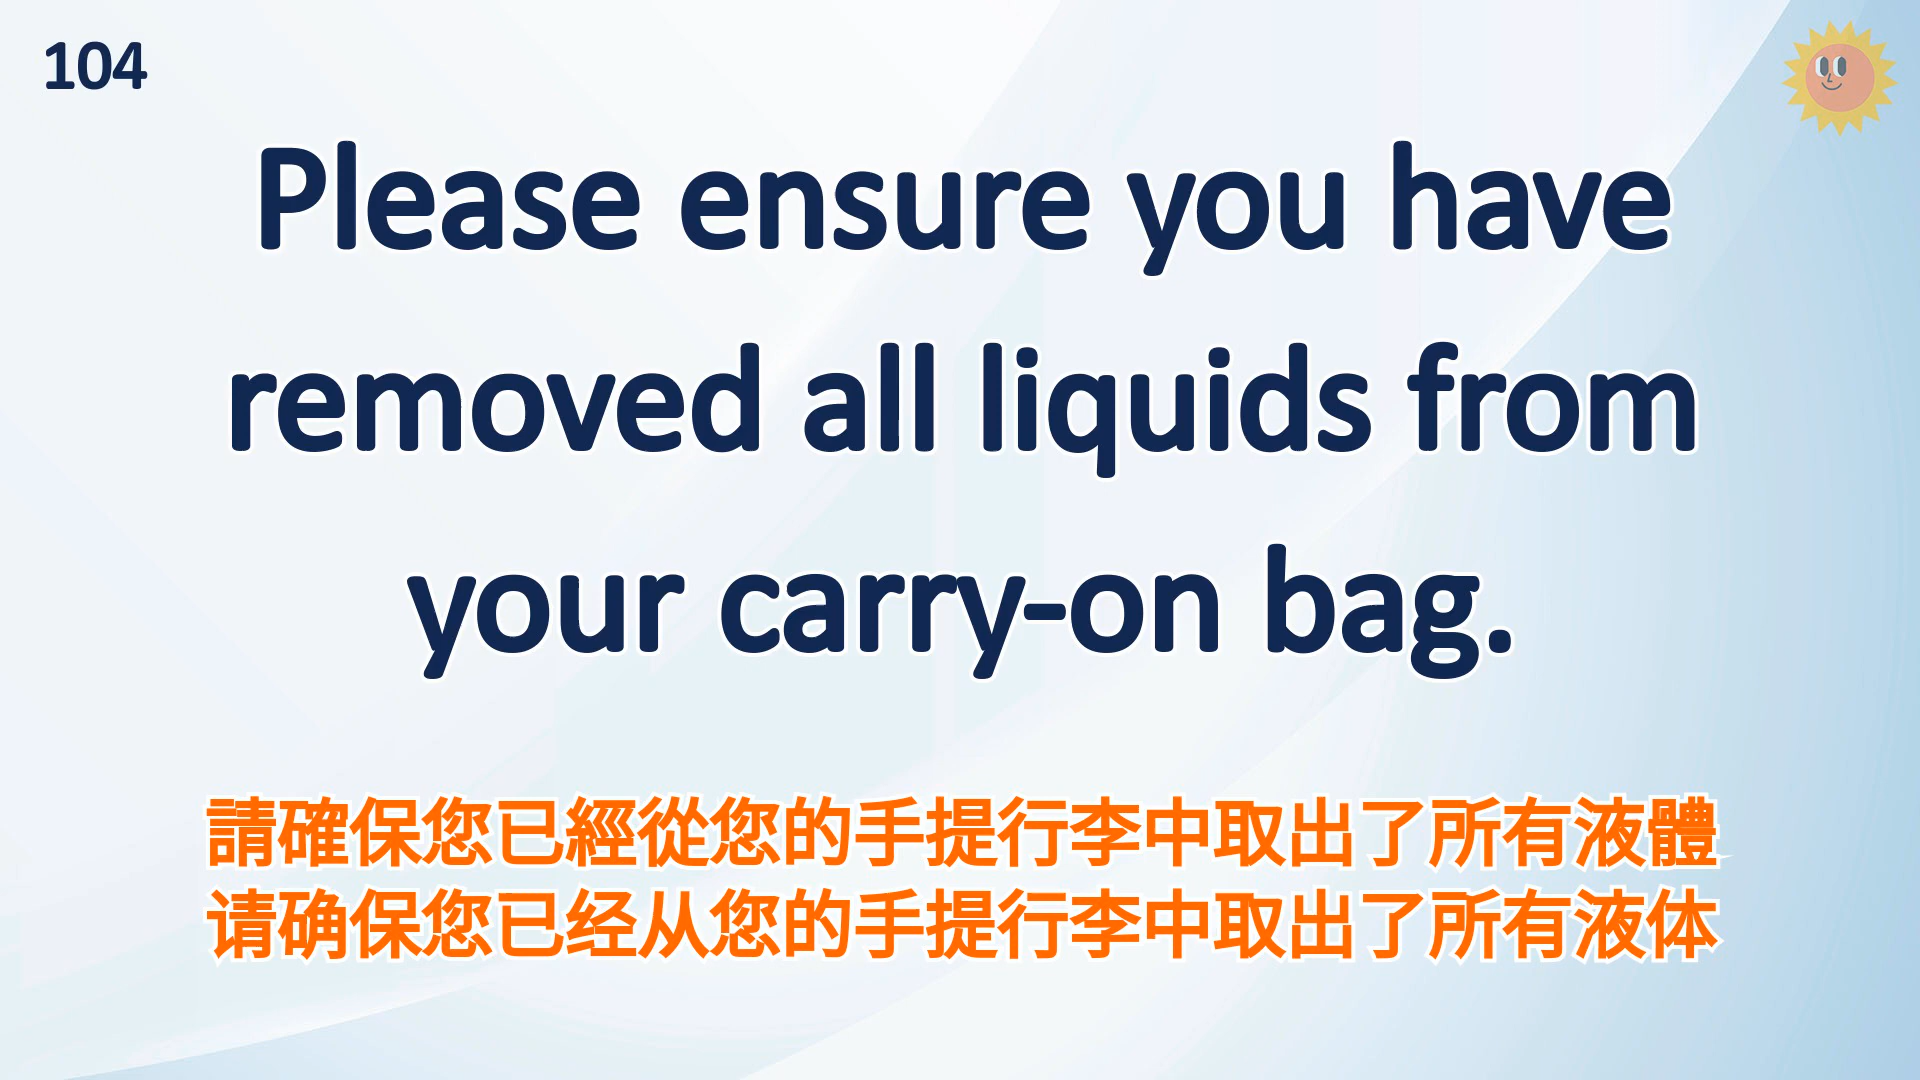 104
Please ensure you have
removed all liquids from
your carry-on bag.
請確保您已經從您的手提行李中取出了所有液體
请确保您已经从您的手提行李中取出了所有液体